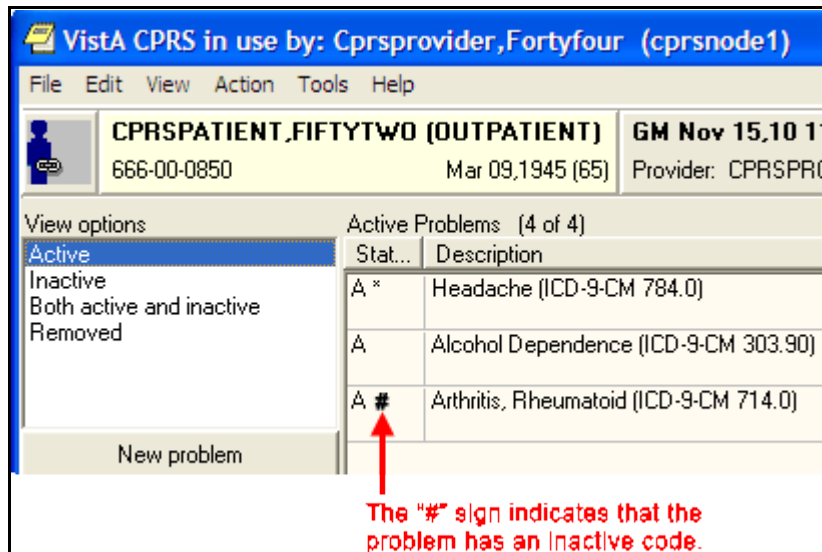 VistA CPRS in use by: Cprsprovider,Fortyfour (cprsnode1)
File Edit View Action Tools Help
CPRSPATIENT,FIFTYTWO (OUTPATIENT)
666-00-0850 Mar 09,1945 (65)
GM Nov 15,10 1
Provider: CPRSPRO
View options
Active
Inactive
Both active and inactive
Removed
New problem
Active Problems (4 of 4)
Stat... Description
A * Headache (ICD-9-CM 784.0)
A Alcohol Dependence (ICD-9-CM 303.90)
A # Arthritis, Rheumatoid (ICD-9-CM 714.0)
The "#" sign indicates that the
problem has an inactive code.